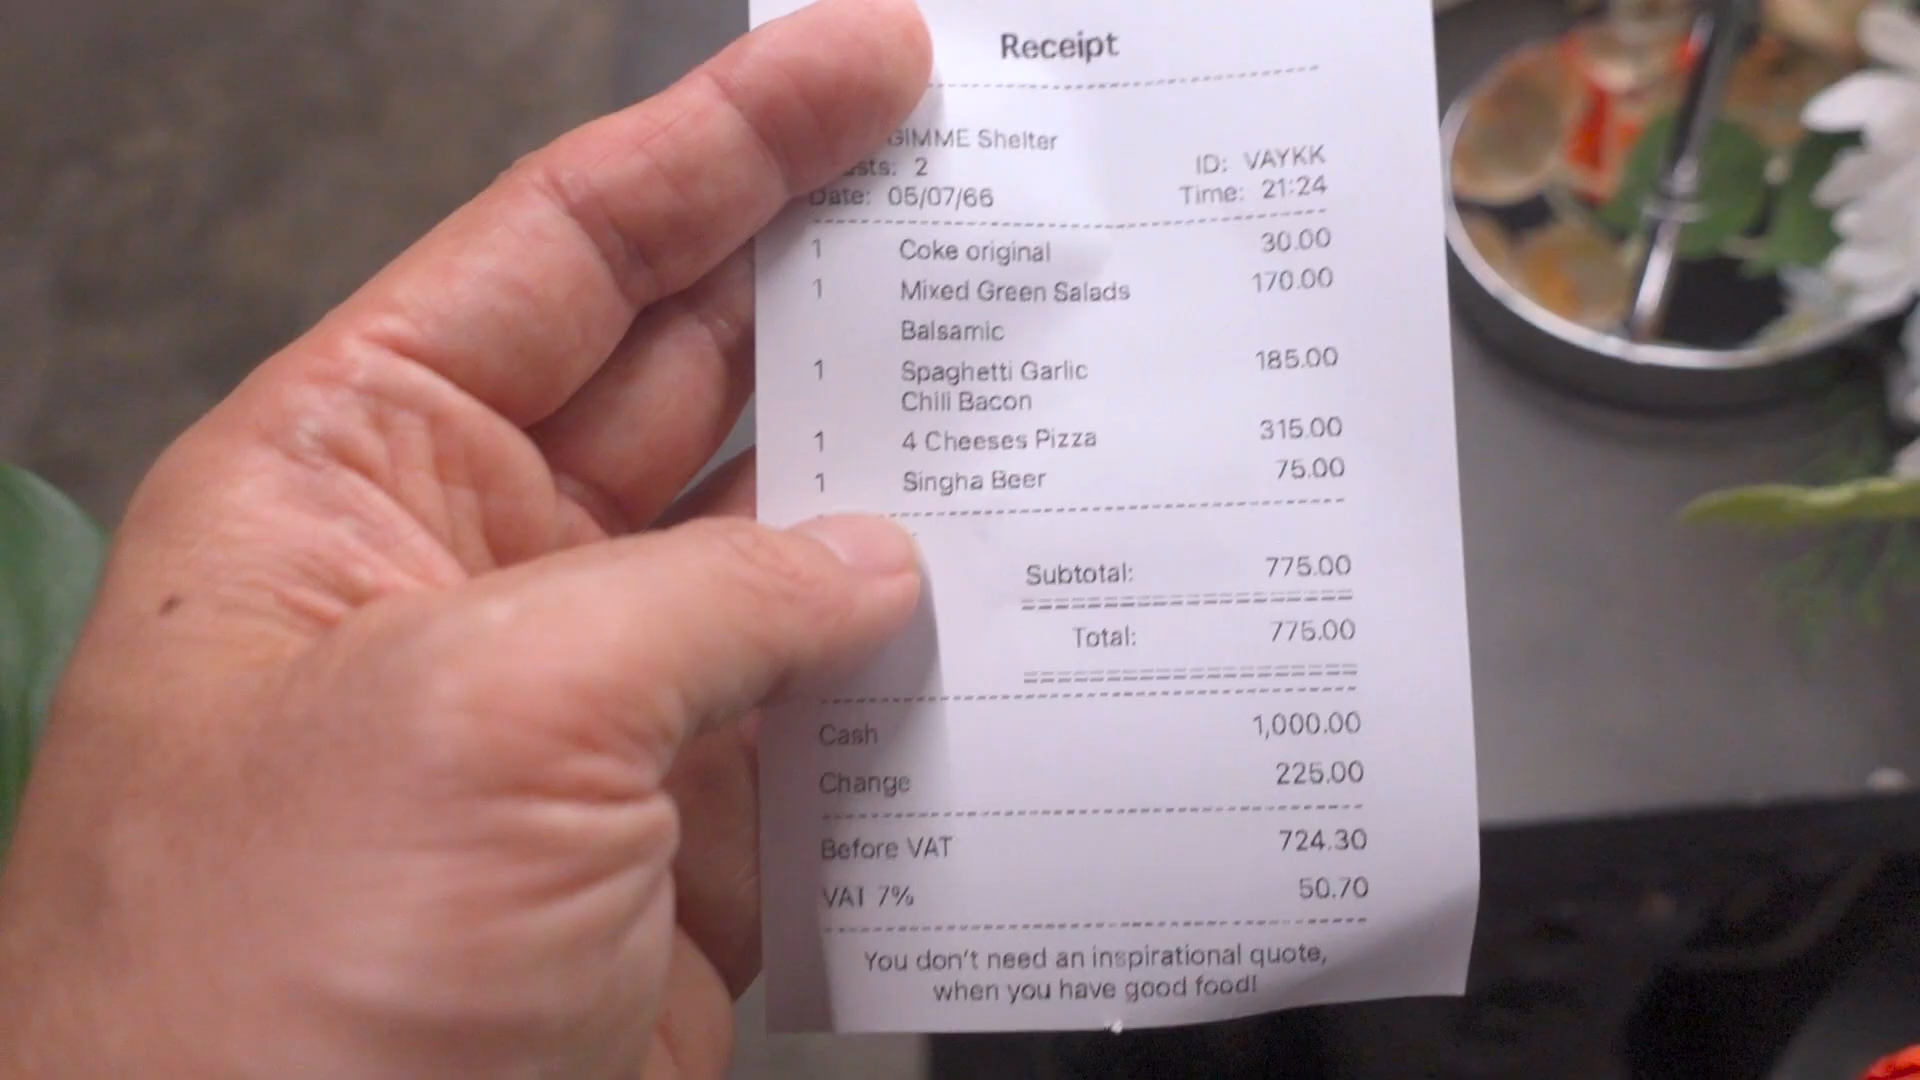 Receipt
GIMME Shelter
2 ID: VAYKK
Date: 05/07/66 Time: 21:24
1 Coke original 30.00
1 Mixed Green Salads 170.00
Balsamic
1 Spaghetti Garlic 185.00
Chili Bacon
1 4 Cheeses Pizza 315.00
1 Singha Beer 75.00
Subtotal: 775.00
Total: 775.00
Cash 1,000.00
Change 225.00
Before VAT 724.30
VAT 7% 50.70
You don't need an inspirational quote,
when you have good food!